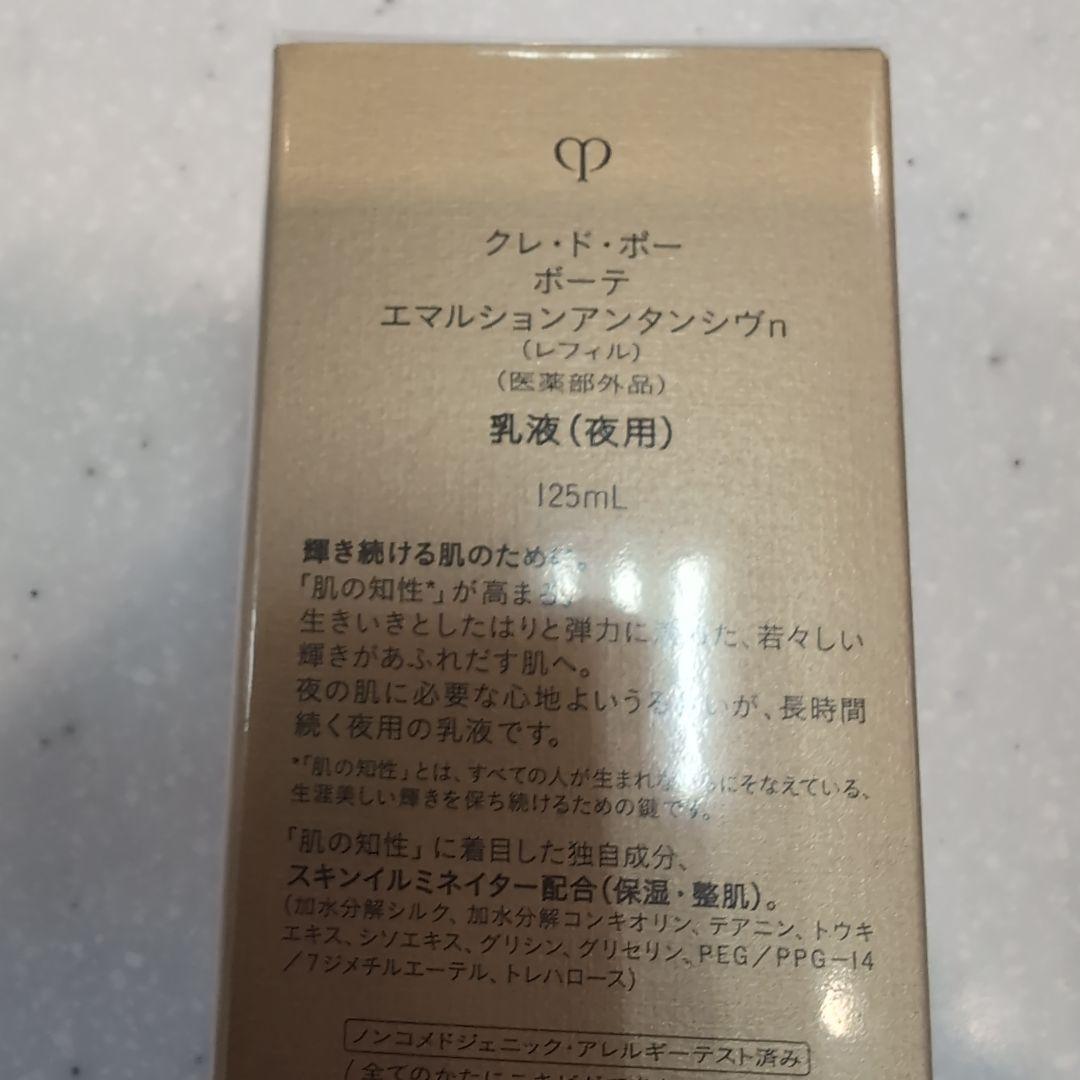 クレ・ド・ポー
ボーテ
エマルションアンタンシヴn
(レフィル)
(医薬部外品)
乳液(夜用)
125mL
輝き続ける肌のために。
「肌の知性*」が高まる。
生きいきとしたはりと弾力に た、若々しい
輝きがあふれだす肌へ。
夜の肌に必要な心地よいうるおいが、長時間
続く夜用の乳液です。
*「肌の知性」とは、すべての人が生まれながらにそなえている、
生涯美しい輝きを保ち続けるための鍵です。
「肌の知性」に着目した独自成分、
スキンイルミネイター配合(保湿・整肌)。
(加水分解シルク、加水分解コンキオリン、テアニン、トウキ
エキス、シソエキス、グリシン、グリセリン、PEG/PPG-14
/7ジメチルエーテル、トレハロース)
ノンコメドジェニック・アレルギーテスト済み
(全てのかたに